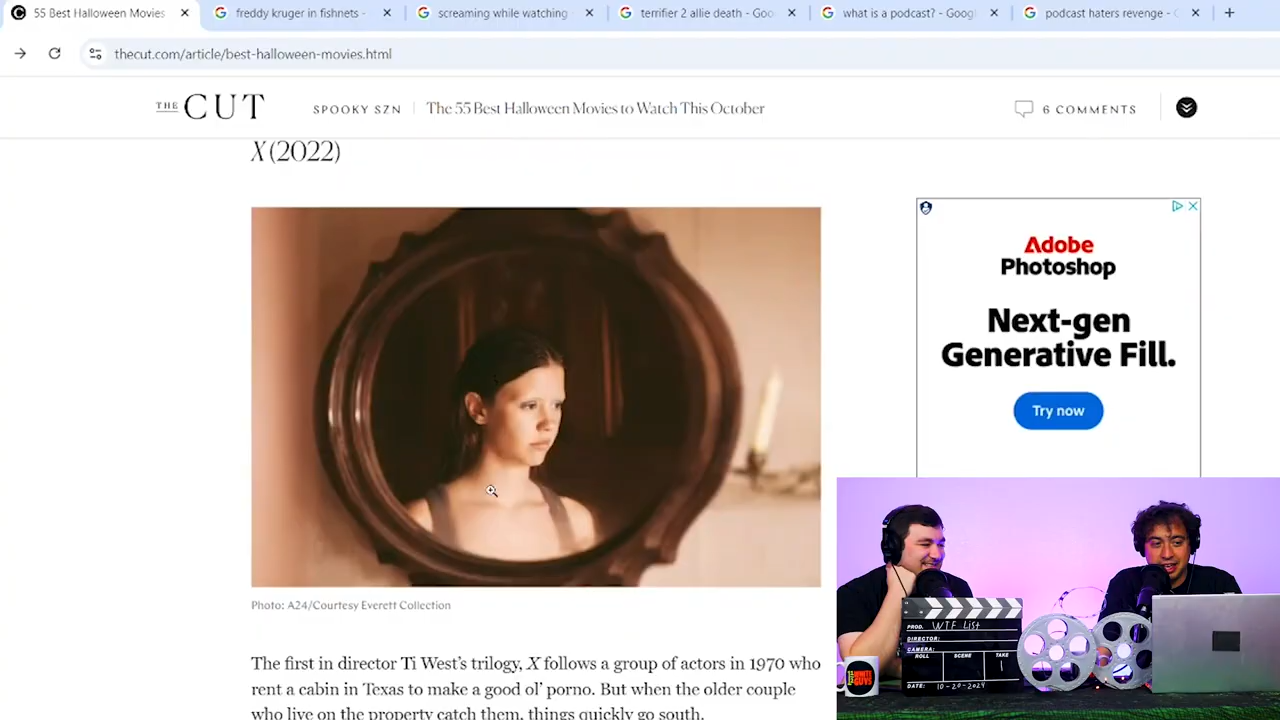 55 Best Halloween Movies
freddy kruger in fishnets -
screaming while watching
terrifier 2 allie death - Goo
what is a podcast? - Googl
podcast haters revenge - G
thecut.com/article/best-halloween-movies.html
THE CUT
SPOOKY SZN
The 55 Best Halloween Movies to Watch This October
6 COMMENTS
X (2022)
Adobe
Photoshop
Next-gen
Generative Fill.
Try now
Photo: A24/Courtesy Everett Collection
The first in director Ti West's trilogy, X follows a group of actors in 1970 who
rent a cabin in Texas to make a good ol' porno. But when the older couple
who live on the property catch them, things quickly go south.
PROD. WTF List
DIRECTOR:
CAMERA:
ROLL
SCENE
TAKE
1
DATE: 10-20-2024
WHITE
GUYS